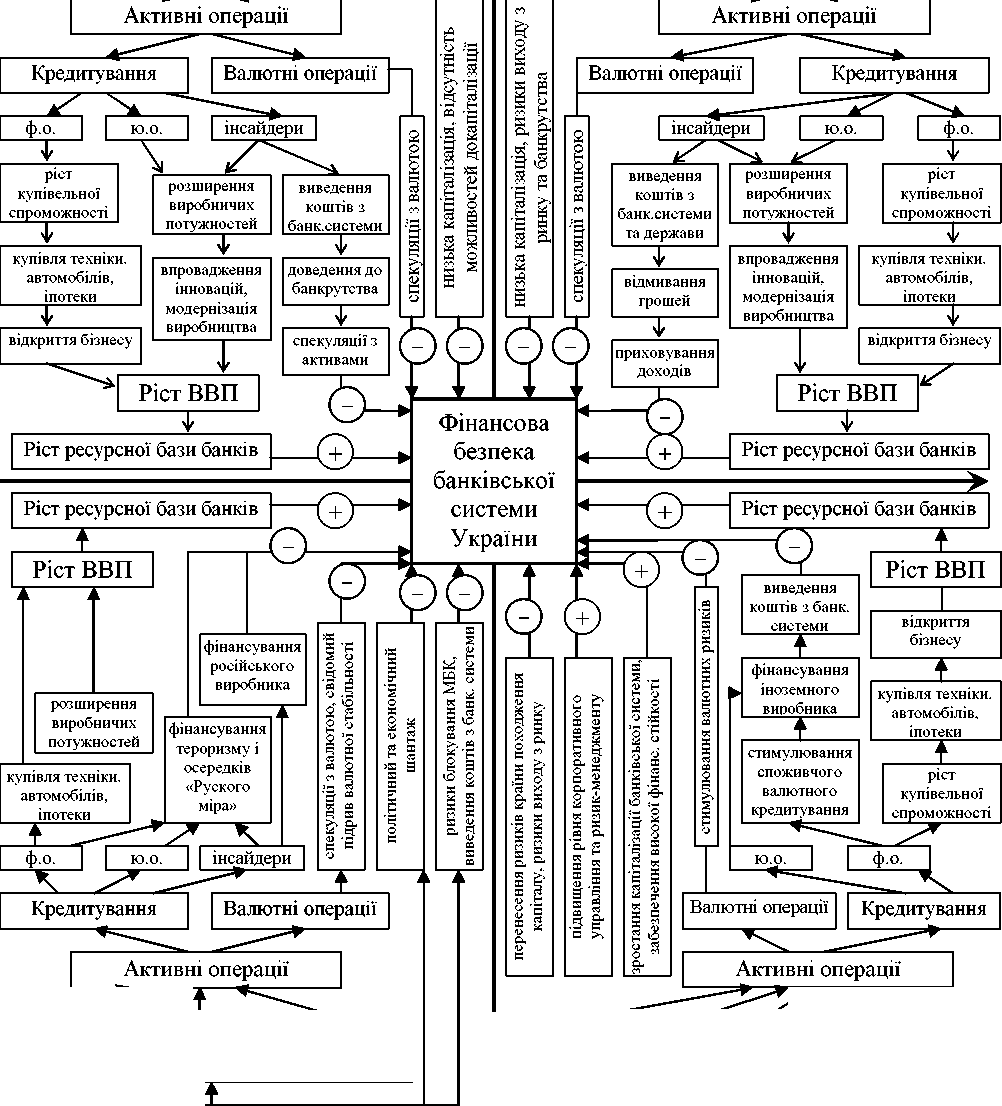 Активні операції
Кредитування
Валютні операції
ф.о.
ю.о.
інсайдери
ріст
купівельної
спроможності
розширення
виробничих
потужностей
виведення
коштів з
банк.системи
купівля техніки.
автомобілів,
іпотеки
впровадження
інновацій,
модернізація
виробництва
доведення до
банкрутства
відкриття бізнесу
спекуляції з
активами
Ріст ВВП
Ріст ресурсної бази банків
спекуляції з валютою
низька капіталізація, відсутність
можливостей докапіталізації
–
–
–
+
низька капіталізація, ризики виходу з
ринку та банкрутства
спекуляції з валютою
–
–
Активні операції
Валютні операції
Кредитування
інсайдери
ю.о.
ф.о.
виведення
коштів з
банк.системи
та держави
розширення
виробничих
потужностей
ріст
купівельної
спроможності
відмивання
грошей
впровадження
інновацій,
модернізація
виробництва
купівля техніки.
автомобілів,
іпотеки
приховування
доходів
відкриття бізнесу
Ріст ВВП
Ріст ресурсної бази банків
–
+
Фінансова
безпека
банківської
системи
України
Ріст ресурсної бази банків
+
–
Ріст ВВП
–
–
–
фінансування
російського
виробника
розширення
виробничих
потужностей
фінансування
тероризму і
осередків
«Руского
міра»
купівля техніки.
автомобілів,
іпотеки
спекуляції з валютою, свідомий
підрив валютної стабільності
політичний та економічний
шантаж
ризики блокування МБК,
виведення коштів з банк. системи
ф.о.
ю.о.
інсайдери
Кредитування
Валютні операції
Активні операції
+
Ріст ресурсної бази банків
–
–
+
–
+
Ріст ВВП
перенесення ризиків країни походження
капіталу, ризики виходу з ринку
підвищення рівня корпоративного
управління та ризик-менеджменту
зростання капіталізації банківської системи,
забезпечення високої фінанс. стійкості
стимулювання валютних ризиків
виведення
коштів з банк.
системи
відкриття
бізнесу
фінансування
іноземного
виробника
купівля техніки.
автомобілів,
іпотеки
стимулювання
споживчого
валютного
кредитування
ріст
купівельної
спроможності
ю.о.
ф.о.
Валютні операції
Кредитування
Активні операції